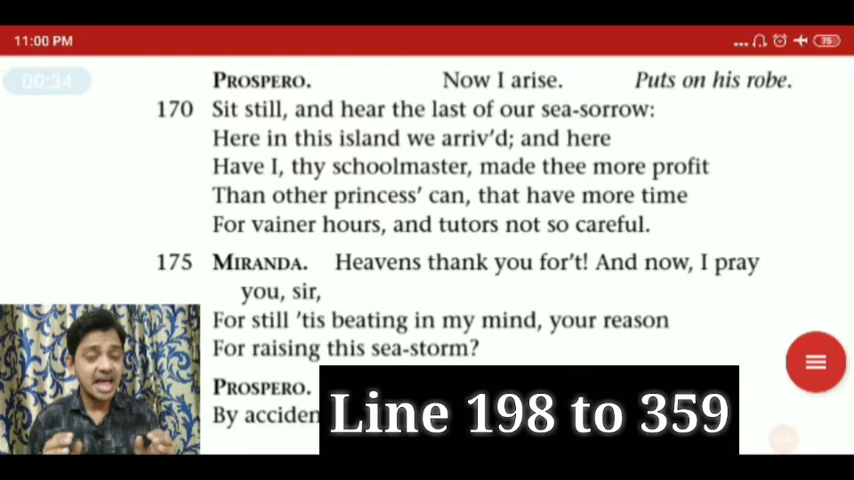 11:00 PM
75
00:34
PROSPERO. Now I arise. Puts on his robe.
170 Sit still, and hear the last of our sea-sorrow:
Here in this island we arriv'd; and here
Have I, thy schoolmaster, made thee more profit
Than other princess' can, that have more time
For vainer hours, and tutors not so careful.
175 MIRANDA. Heavens thank you for't! And now, I pray
you, sir,
For still 'tis beating in my mind, your reason
For raising this sea-storm?
PROSPERO.
By acciden
Line 198 to 359